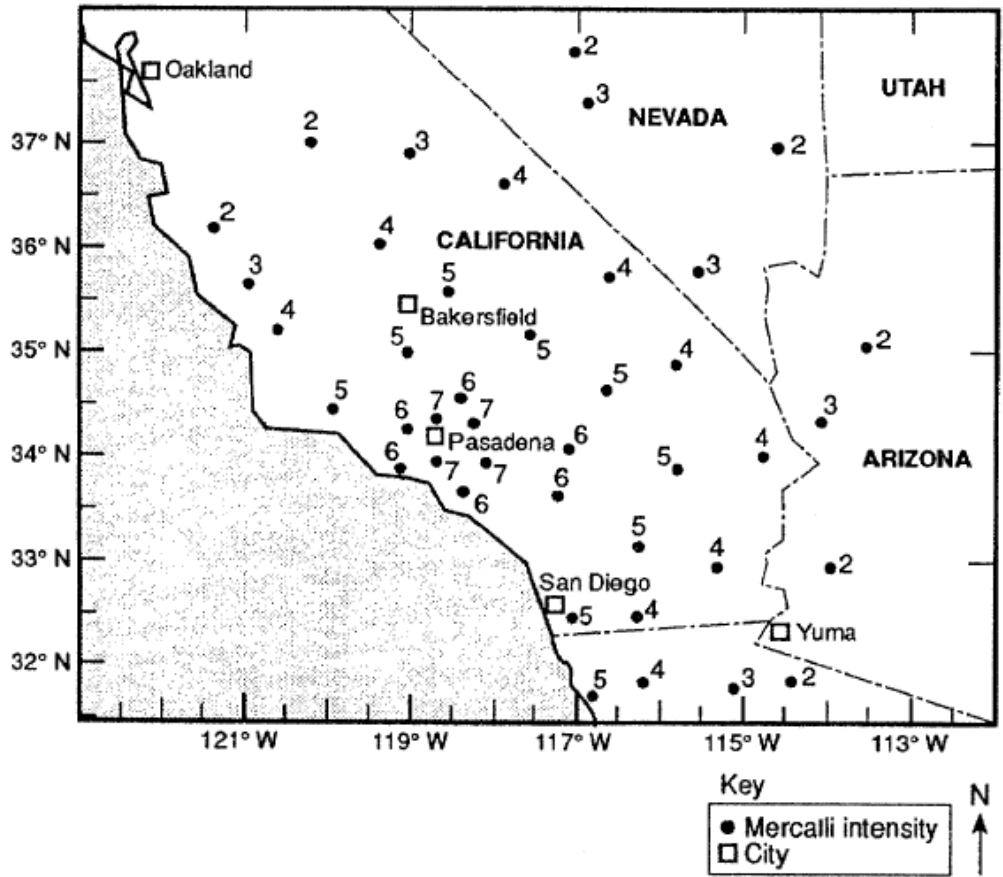 2
Oakland
3
UTAH
NEVADA
37° N
2
3
2
4
2
4
CALIFORNIA
36° N
3
5
4
3
4
Bakersfield
2
35° N
5
5
4
5
6
5
3
6
7
7
4
Pasadena
6
34° N
6
7
7
5
ARIZONA
6
6
5
4
33° N
2
San Diego
5
4
Yuma
32° N
5
4
3
2
121° W
119° W
117° W
115° W
113° W
Key
N
Mercalli intensity
City